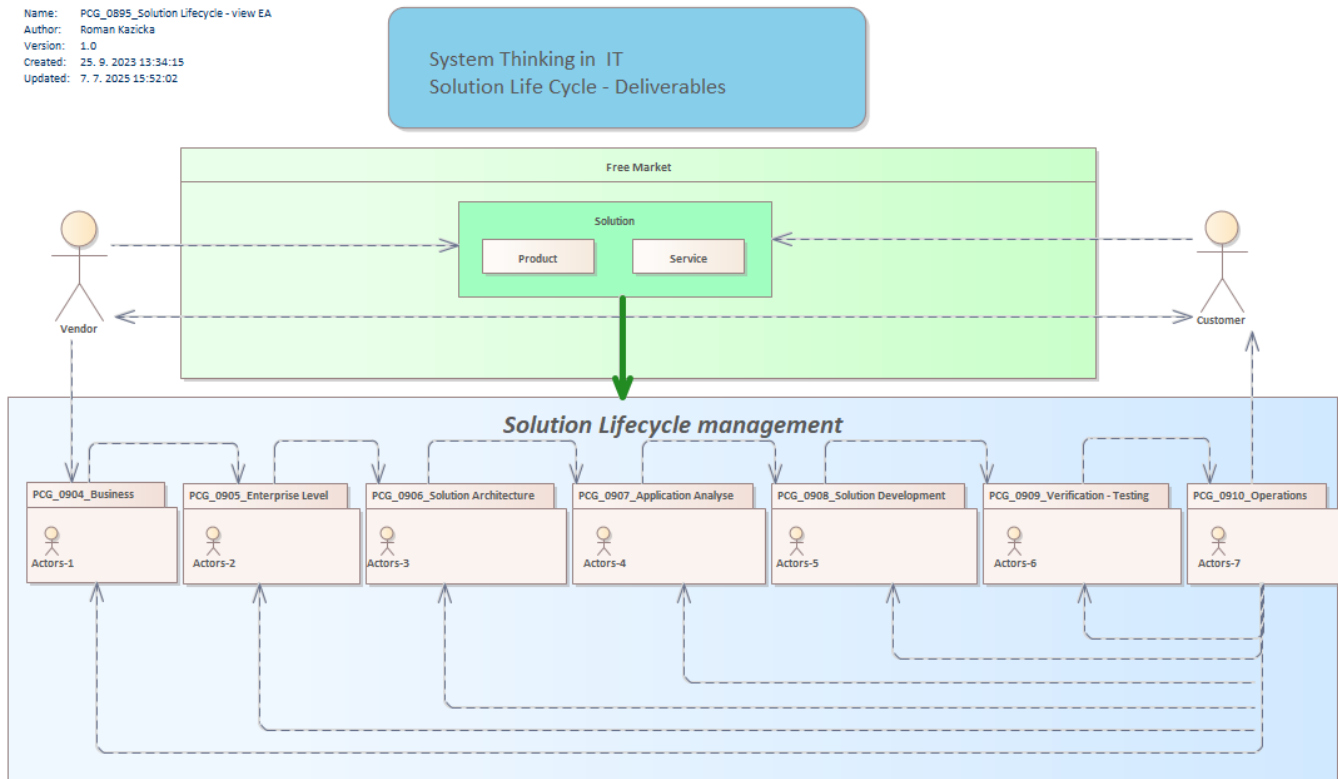 Name: PCG_0895_Solution Lifecycle - view EA
Author: Roman Kazicka
Version: 1.0
Created: 25. 9. 2023 13:34:15
Updated: 7. 7. 2025 15:52:02
System Thinking in IT
Solution Life Cycle - Deliverables
Free Market
Solution
Product
Service
Vendor
Customer
Solution Lifecycle management
PCG_0904_Business
PCG_0905_Enterprise Level
PCG_0906_Solution Architecture
PCG_0907_Application Analyse
PCG_0908_Solution Development
PCG_0909_Verification - Testing
PCG_0910_Operations
Actors-1
Actors-2
Actors-3
Actors-4
Actors-5
Actors-6
Actors-7